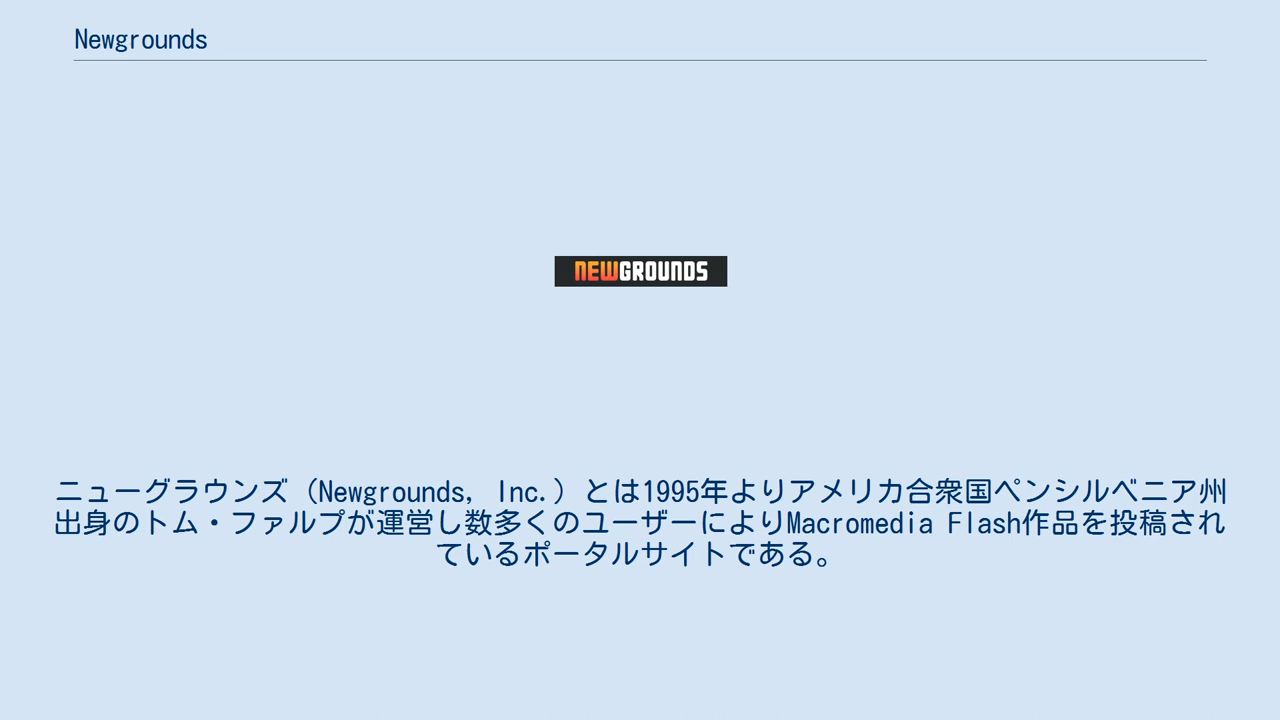 Newgrounds
NEWGROUNDS
ニューグラウンズ（Newgrounds, Inc.）とは1995年よりアメリカ合衆国ペンシルベニア州
出身のトム・ファルプが運営し数多くのユーザーによりMacromedia Flash作品を投稿され
ているポータルサイトである。